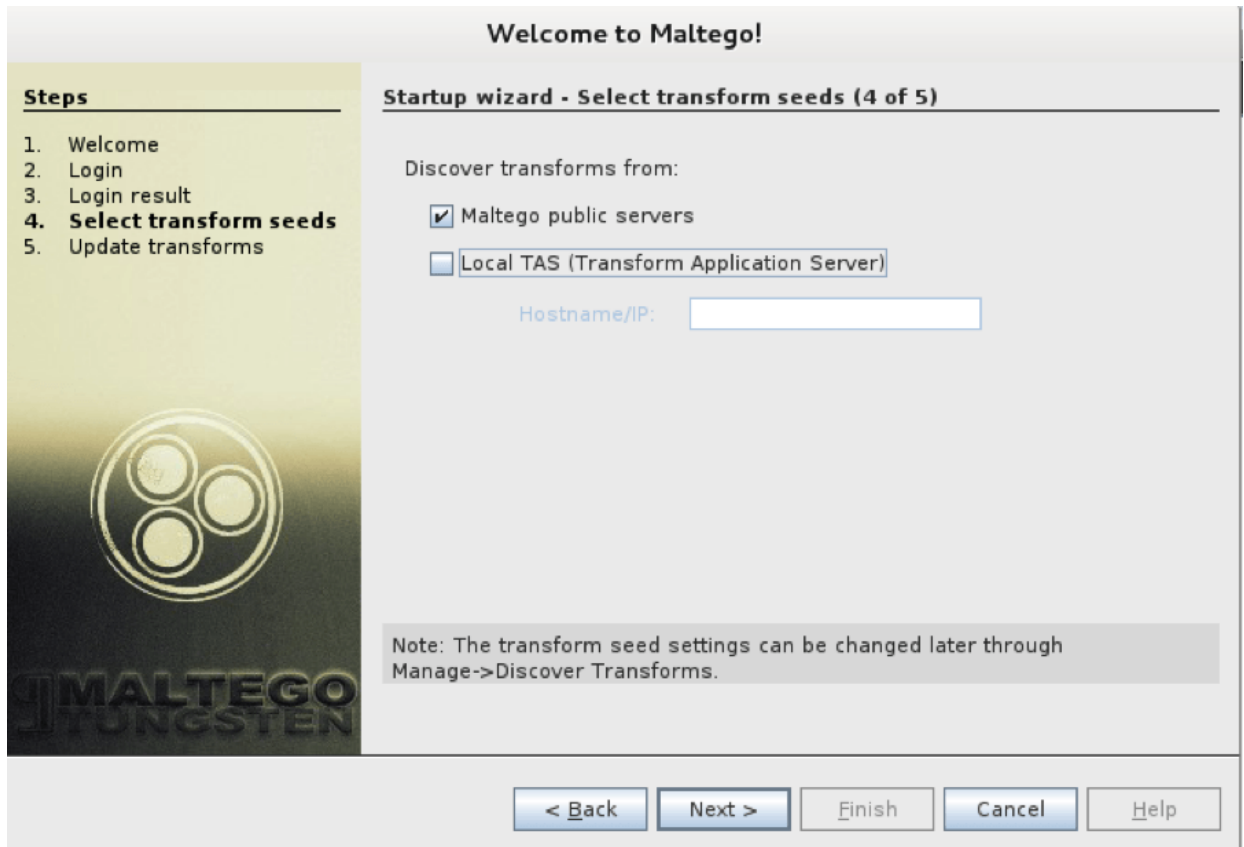 Welcome to Maltego!
Steps
1. Welcome
2. Login
3. Login result
4. Select transform seeds
5. Update transforms
Startup wizard - Select transform seeds (4 of 5)
Discover transforms from:
Maltego public servers
Local TAS (Transform Application Server)
Hostname/IP:
Note: The transform seed settings can be changed later through
Manage->Discover Transforms.
MALTEGO
TUNGSTEN
< Back
Next >
Finish
Cancel
Help